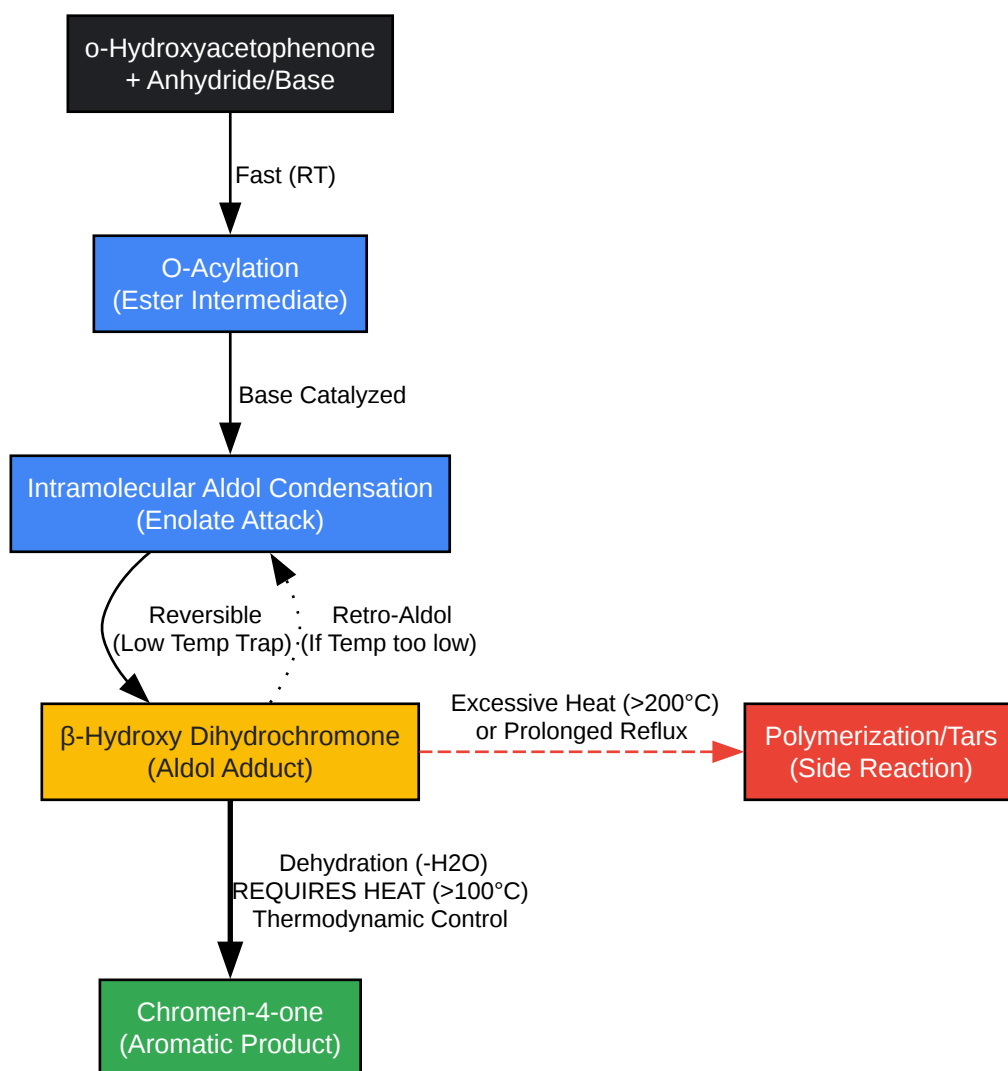 o-Hydroxyacetophenone
+ Anhydride/Base
Fast (RT)
O-Acylation
(Ester Intermediate)
Base Catalyzed
Intramolecular Aldol Condensation
(Enolate Attack)
Reversible
(Low Temp Trap)
Retro-Aldol
(If Temp too low)
β-Hydroxy Dihydrochromone
(Aldol Adduct)
Excessive Heat (>200°C)
or Prolonged Reflux
Polymerization/Tars
(Side Reaction)
Dehydration (-H2O)
REQUIRES HEAT (>100°C)
Thermodynamic Control
Chromen-4-one
(Aromatic Product)